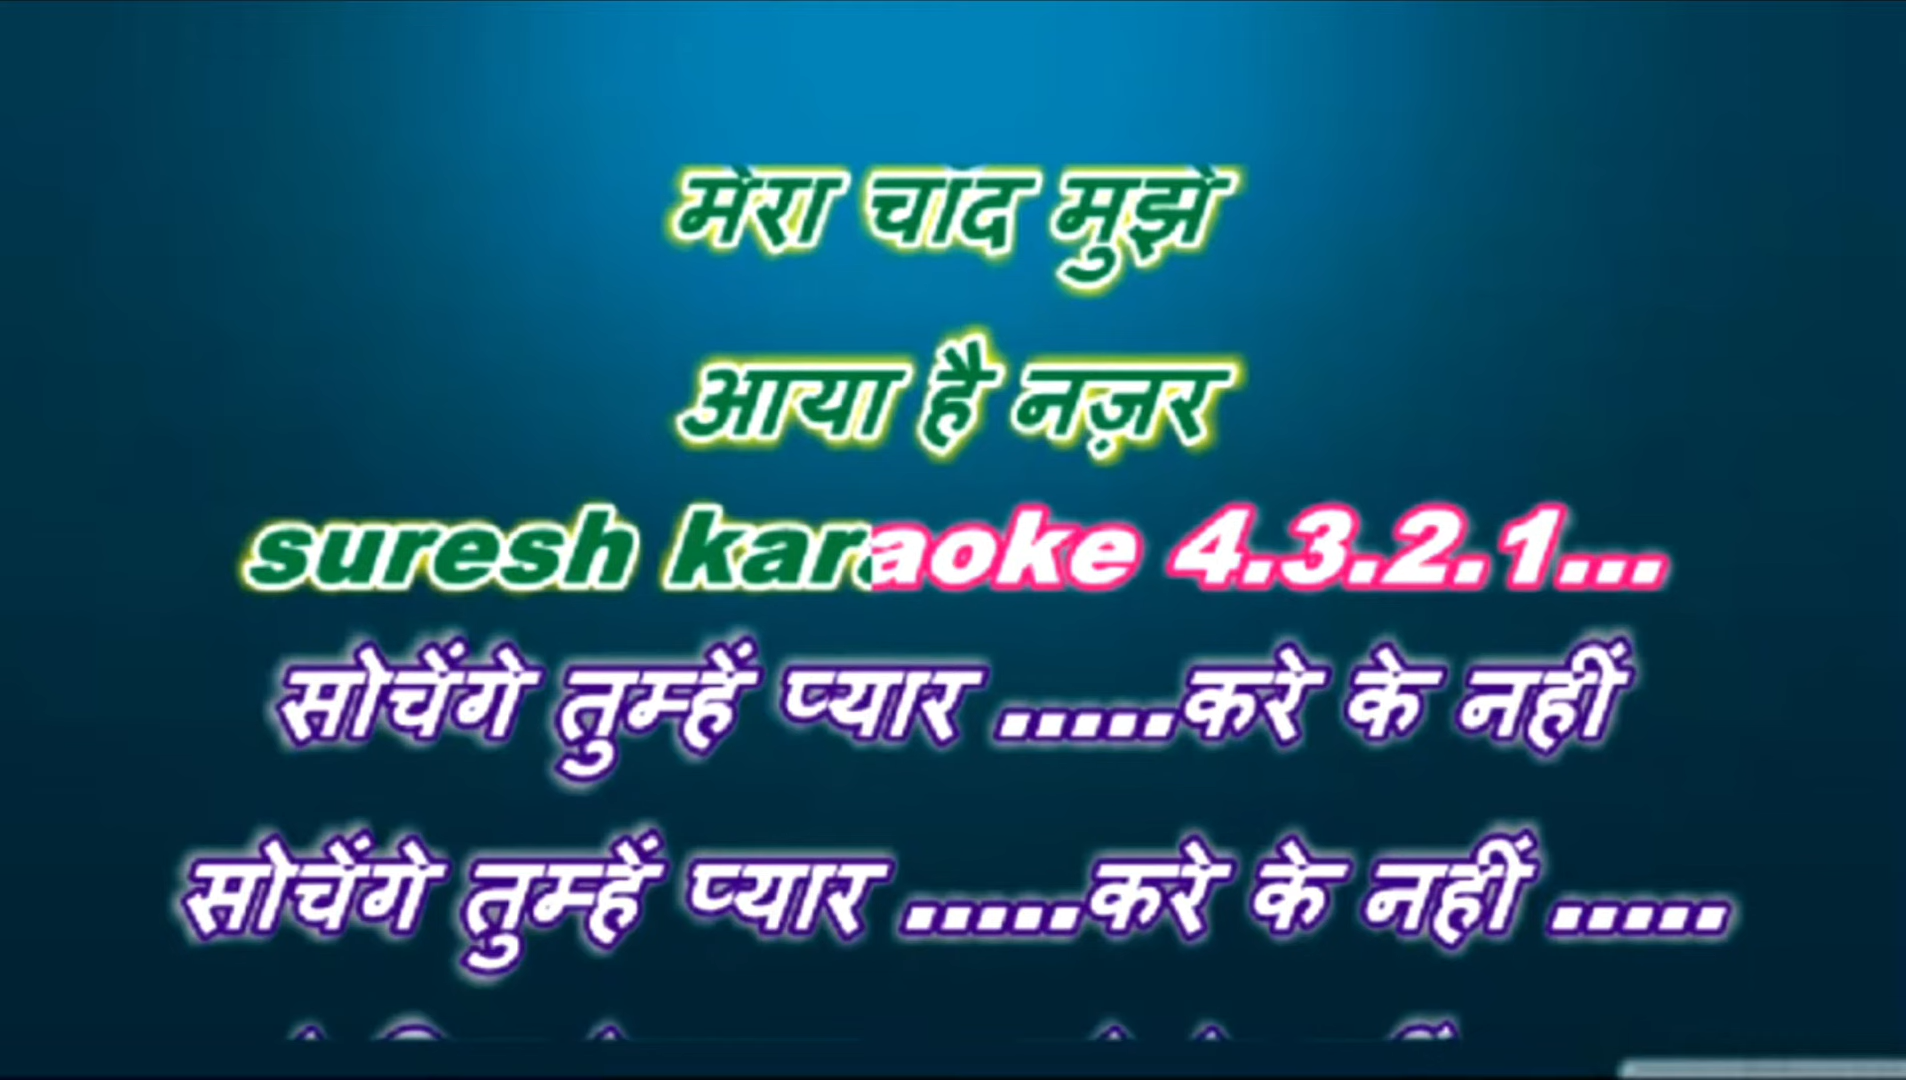 मेरा चाँद मुझे
आया है नज़र
suresh karaoke 4.3.2.1...
सोचेंगे तुम्हें प्यार .....करे के नहीं
सोचेंगे तुम्हें प्यार .....करे के नहीं .....